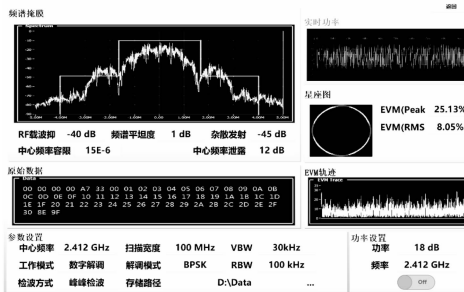 返回
频谱掩膜
实时功率
Spectrum
星座图
EVM(Peak 25.13%
EVM(RMS 8.05%
RF载波抑 -40 dB 频谱平坦度 1 dB 杂散发射 -45 dB
中心频率容限 15E-6 中心频率泄露 12 dB
原始数据
EVM轨迹
Data
EVM Trace
00 00 00 00 A7 33 00 01 02 03 04 05 06 07 08 09 0A 0B
0C 0D 0E 0F 10 11 12 13 14 15 16 17 18 19 1A 1B 1C 1D
1E 1F 20 21 22 23 24 25 26 27 28 29 2A 2B 2C 2D 2E 2F
30 8E 9F
参数设置
功率设置
中心频率 2.412 GHz 扫描宽度 100 MHz VBW 30kHz
功率 18 dB
工作模式 数字解调 解调模式 BPSK RBW 100 kHz
频率 2.412 GHz
检波方式 峰峰检波 存储路径 D:\Data ...
Off